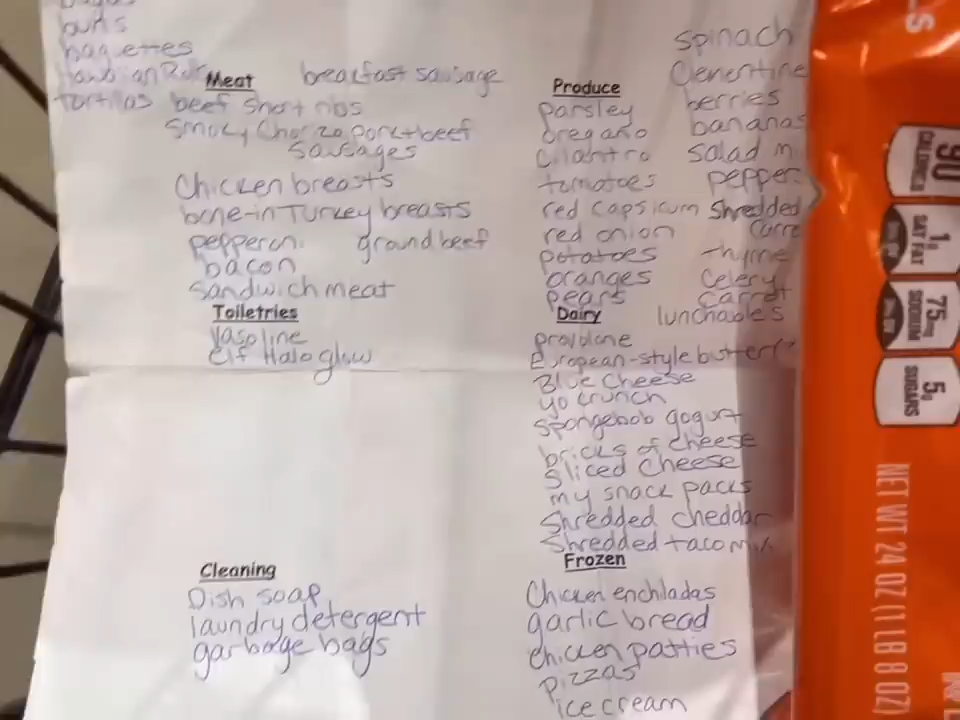 buns
baguettes
tortillas
Meat
breakfast sausage
beef short ribs
Smoky Chorizo pork+beef
sausages
Chicken breasts
bone-in Turkey breasts
pepperoni
ground beef
bacon
sandwich meat
Toiletries
Vasoline
Elf Halo glow
Cleaning
Dish soap
laundry detergent
garbage bags
Produce
parsley
oregano
cilantro
tomatoes
red capsicum
red onion
potatoes
oranges
pears
spinach
Clementine
berries
bananas
salad m
pepper
Shredded
Carro
thyme
celery
carrot
lunchables
Dairy
provolone
European-style butter
Blue Cheese
yo crunch
spongebob gogurt
bricks of cheese
Sliced Cheese
my snack packs
Shredded cheddar
Shredded taco mix
Frozen
Chicken enchladas
garlic bread
chicken patties
pizzas
ice cream
90
CALORIES
1g
SAT FAT
75mg
SODIUM
5g
SUGARS
NET WT 24 OZ (1 LB 8 OZ)